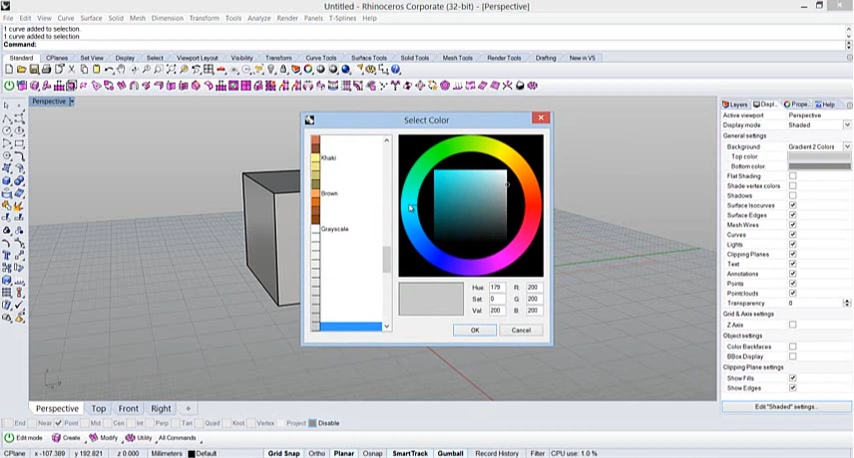 Untitled - Rhinoceros Corporate (32-bit) - [Perspective]
File Edit View Curve Surface Solid Mesh Dimension Transform Tools Analyze Render Panels T-Splines Help
1 curve added to selection.
1 curve added to selection.
Command:
Standard CPlanes Set View Display Select Viewport Layout Visibility Transform Curve Tools Surface Tools Solid Tools Mesh Tools Render Tools Drafting New in V5
Perspective
Select Color
Khaki
Brown
Grayscale
Hue: 179 R: 200
Sat: 0 G: 200
Val: 200 B: 200
OK Cancel
Layers Displ... Prope... Help
Active viewport Perspective
Display mode Shaded
General settings
Background Gradient 2 Colors
Top color
Bottom color
Flat Shading
Shade vertex colors
Shadows
Surface Isocurves
Surface Edges
Mesh Wires
Curves
Lights
Clipping Planes
Text
Annotations
Points
Pointclouds
Transparency 0
Grid & Axis settings
Z Axis
Object settings
Color Backfaces
BBox Display
Clipping Plane settings
Show Fills
Show Edges
Edit "Shaded" settings...
Perspective Top Front Right
End Near Point Mid Cen Int Perp Tan Quad Knot Vertex Project Disable
Edit mode Create Modify Utility All Commands
CPlane x -107.389 y 192.821 z 0.000 Millimeters Default Grid Snap Ortho Planar Osnap SmartTrack Gumball Record History Filter CPU use: 1.0 %